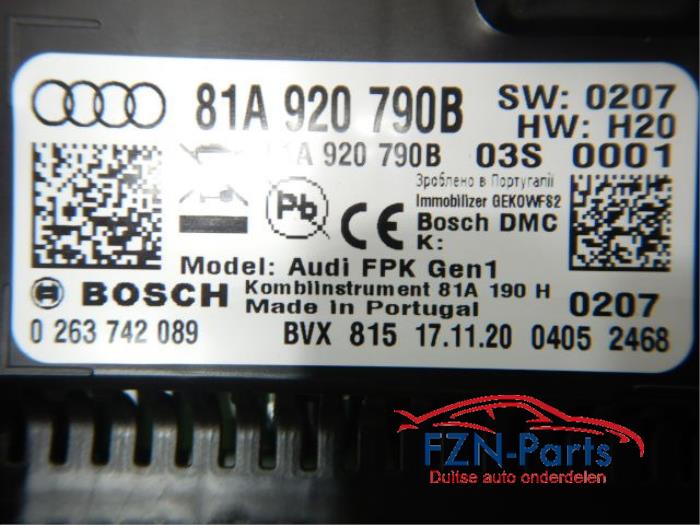 81A 920 790B SW: 0207
HW: H20
A 920 790B 03S 0001
Зроблено в Португалії
Immobilizer GEKOWFS2
Pb CE Bosch DMC
K:
Model: Audi FPK Gen1
BOSCH Kombiinstrument 81A 190 H
Made in Portugal 0207
0 263 742 089 BVX 815 17.11.20 0405 2468
FZN-Parts
Duitse auto onderdelen